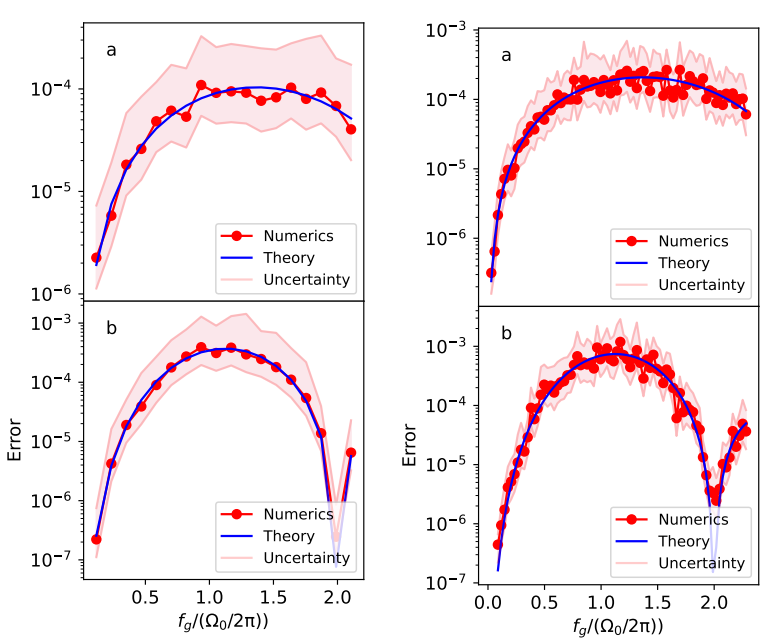 a
10⁻⁴
10⁻⁵
10⁻⁶
Numerics
Theory
Uncertainty
b
10⁻³
10⁻⁴
10⁻⁵
10⁻⁶
10⁻⁷
Error
Numerics
Theory
Uncertainty
0.5 1.0 1.5 2.0
f_g/(Ω₀/2π))
a
10⁻³
10⁻⁴
10⁻⁵
10⁻⁶
Numerics
Theory
Uncertainty
b
10⁻³
10⁻⁴
10⁻⁵
10⁻⁶
10⁻⁷
Error
Numerics
Theory
Uncertainty
0.0 0.5 1.0 1.5 2.0
f_g/(Ω₀/2π))